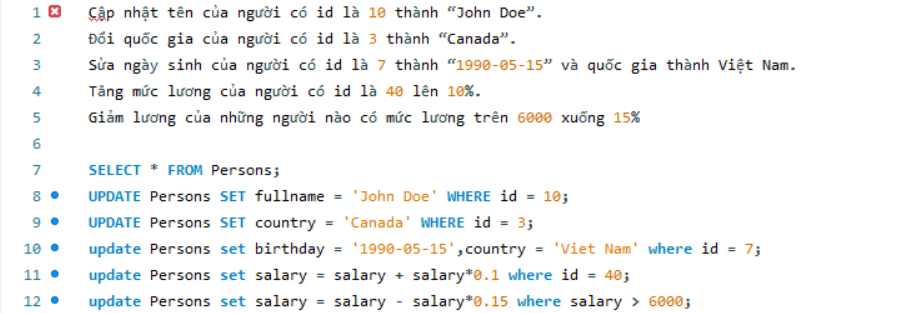 1 Cập nhật tên của người có id là 10 thành “John Doe”.
2 Đổi quốc gia của người có id là 3 thành “Canada”.
3 Sửa ngày sinh của người có id là 7 thành “1990-05-15” và quốc gia thành Việt Nam.
4 Tăng mức lương của người có id là 40 lên 10%.
5 Giảm lương của những người nào có mức lương trên 6000 xuống 15%
6
7 SELECT * FROM Persons;
8 UPDATE Persons SET fullname = 'John Doe' WHERE id = 10;
9 UPDATE Persons SET country = 'Canada' WHERE id = 3;
10 update Persons set birthday = '1990-05-15',country = 'Viet Nam' where id = 7;
11 update Persons set salary = salary + salary*0.1 where id = 40;
12 update Persons set salary = salary - salary*0.15 where salary > 6000;